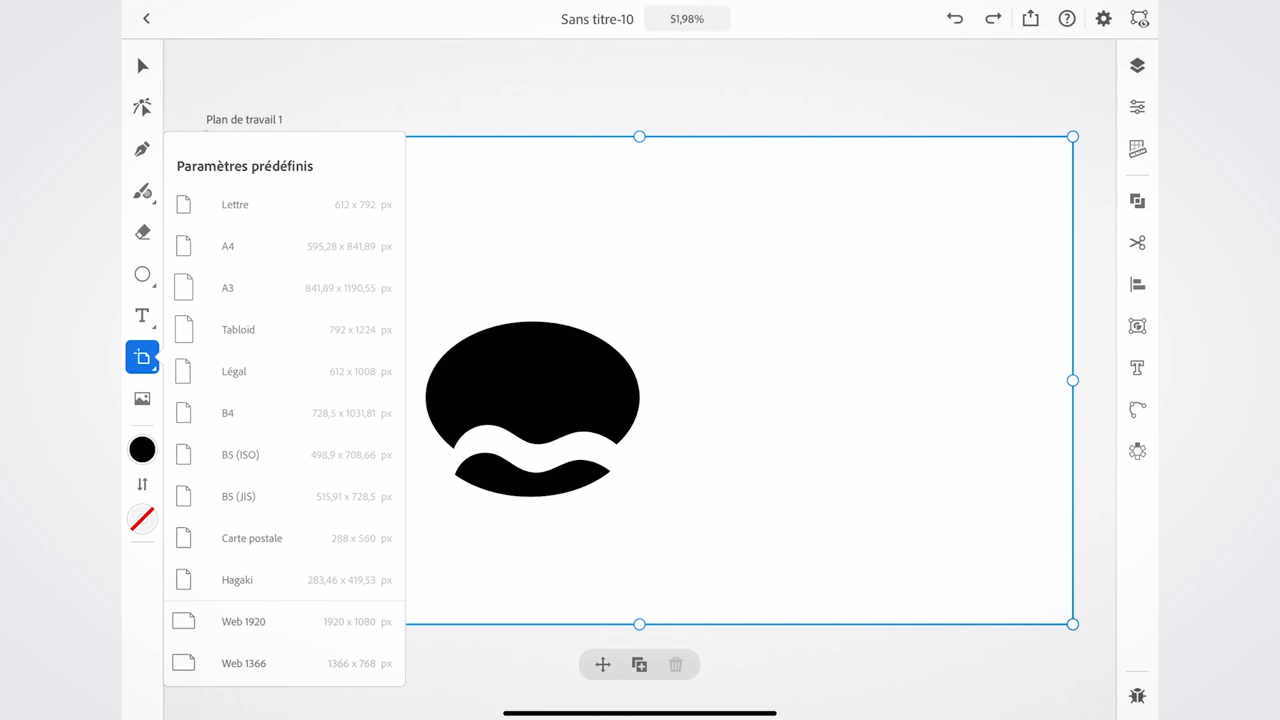 Sans titre-10
51,98%
Plan de travail 1
Paramètres prédéfinis
Lettre 612 x 792 px
A4 595,28 x 841,89 px
A3 841,89 x 1190,55 px
Tabloïd 792 x 1224 px
Légal 612 x 1008 px
B4 728,5 x 1031,81 px
B5 (ISO) 498,9 x 708,66 px
B5 (JIS) 515,91 x 728,5 px
Carte postale 288 x 560 px
Hagaki 283,46 x 419,53 px
Web 1920 1920 x 1080 px
Web 1366 1366 x 768 px